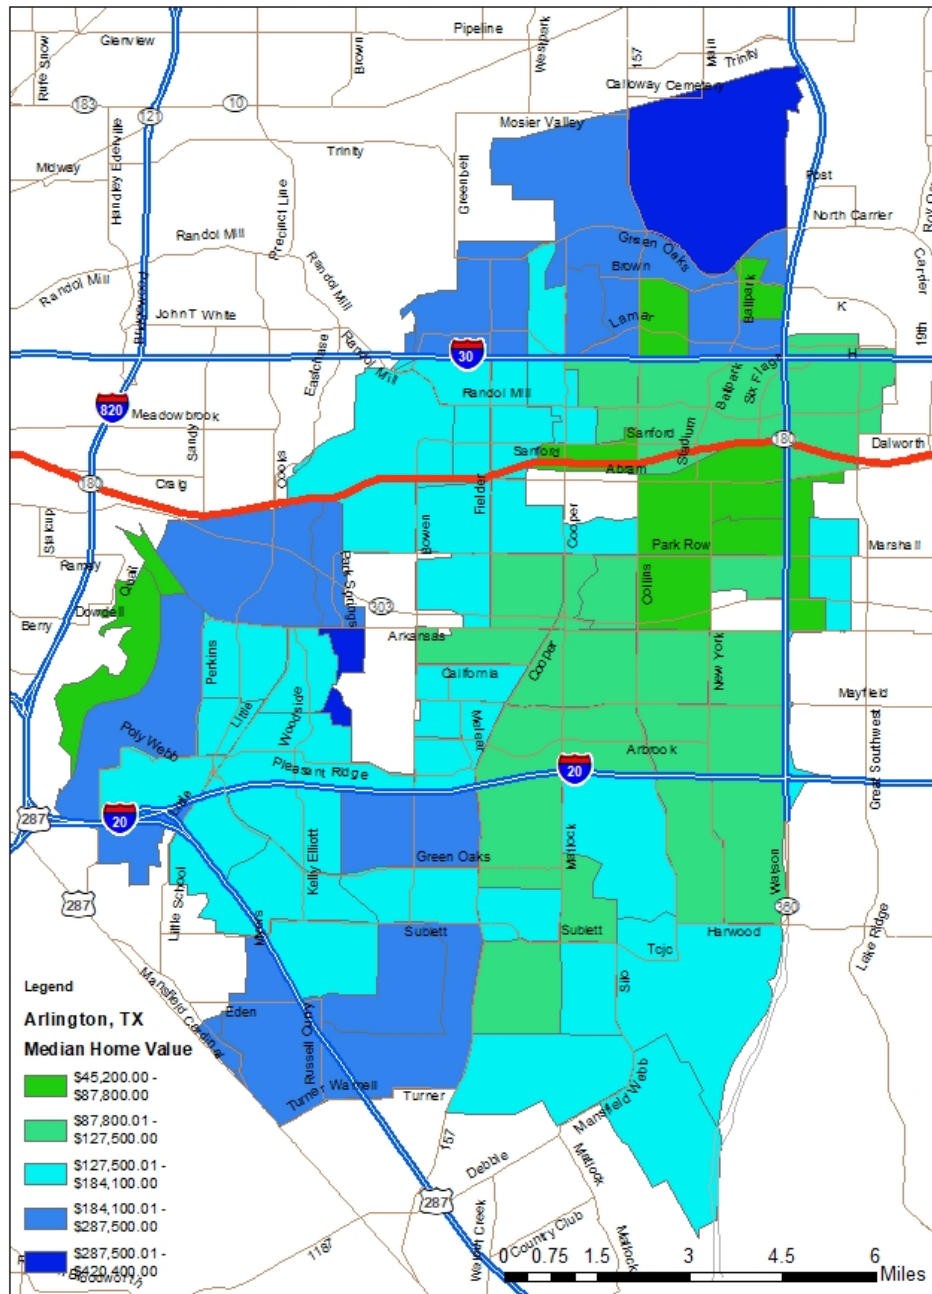 Pipeline
Glenview
Rufe Snow
Brown
Westpark
157
Main
Trinity
Calloway Cemetery
183
10
121
Mosier Valley
Handley Ederville
Trinity
Midway
Greenbelt
Post
Precinct Line
North Carrier
Randol Mill
Green Oaks
Randol Mill
Brown
Carrier
Randol Mill
Ballpark
Bridgewood
K
John T White
Lamar
16th
Randol Mill
30
H
Eastchase
Six Flags
Ballpark
820
Randol Mill
Meadowbrook
Sandy
Sanford
Stadium
180
Dalworth
Sanford
Cooks
Abram
180
Craig
Fielder
Cooper
Bowen
Stalcup
Park Row
Marshall
Ramey
Quail
Park Springs
Collins
303
Dowdell
Berry
Arkansas
Perkins
Cooper
New York
California
Mayfield
Little
Woodside
Melear
Poly Webb
Arbrook
Great Southwest
Pleasant Ridge
20
287
20
Little
Matlock
Green Oaks
Kelly Elliott
Watson
Little School
287
360
Myers
Sublett
Sublett
Harwood
Tcjc
Lake Ridge
Silo
Mansfield Cardinal
Legend
Eden
Arlington, TX
Russell Curry
Median Home Value
$45,200.00 -
$87,800.00
Turner Warnell
Turner
Mansfield Webb
$87,800.01 -
$127,500.00
157
Debbie
Matlock
$127,500.01 -
$184,100.00
287
$184,100.01 -
$287,500.00
Walnut Creek
Country Club
Matlock
1187
$287,500.01 -
$420,400.00
0 0.75 1.5 3 4.5 6
Miles